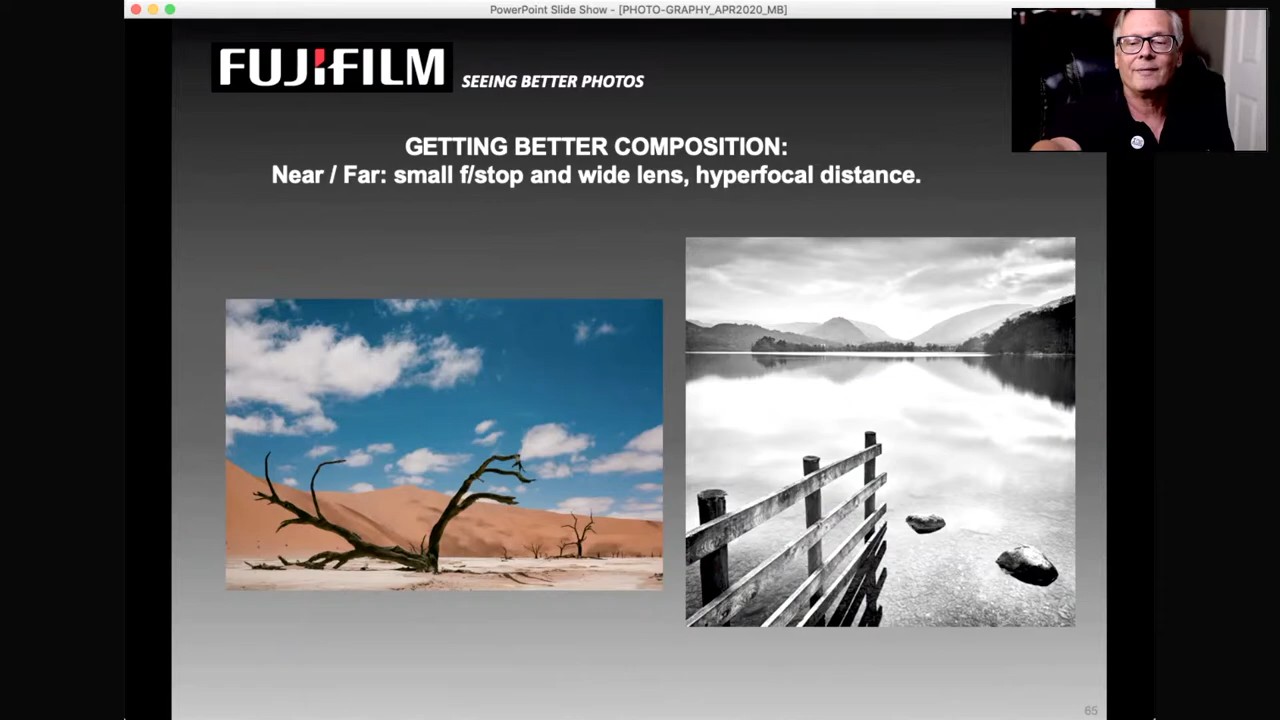 PowerPoint Slide Show - [PHOTO-GRAPHY_APR2020_MB]
FUJIFILM
SEEING BETTER PHOTOS
GETTING BETTER COMPOSITION:
Near / Far: small f/stop and wide lens, hyperfocal distance.
65